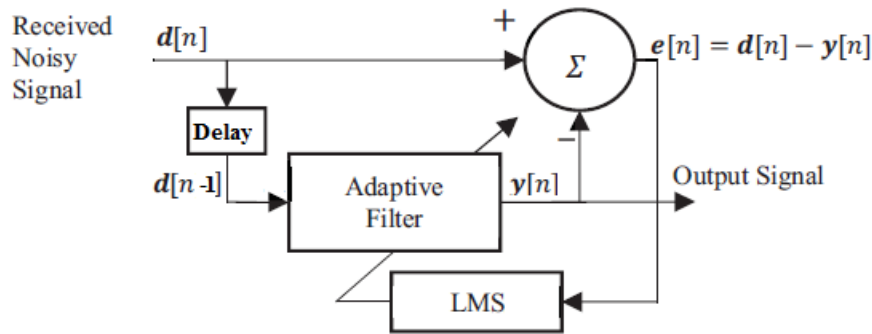 Received
Noisy
Signal
d[n]
+
Σ
e[n] = d[n] − y[n]
Delay
−
d[n -1]
Adaptive
Filter
y[n]
Output Signal
LMS